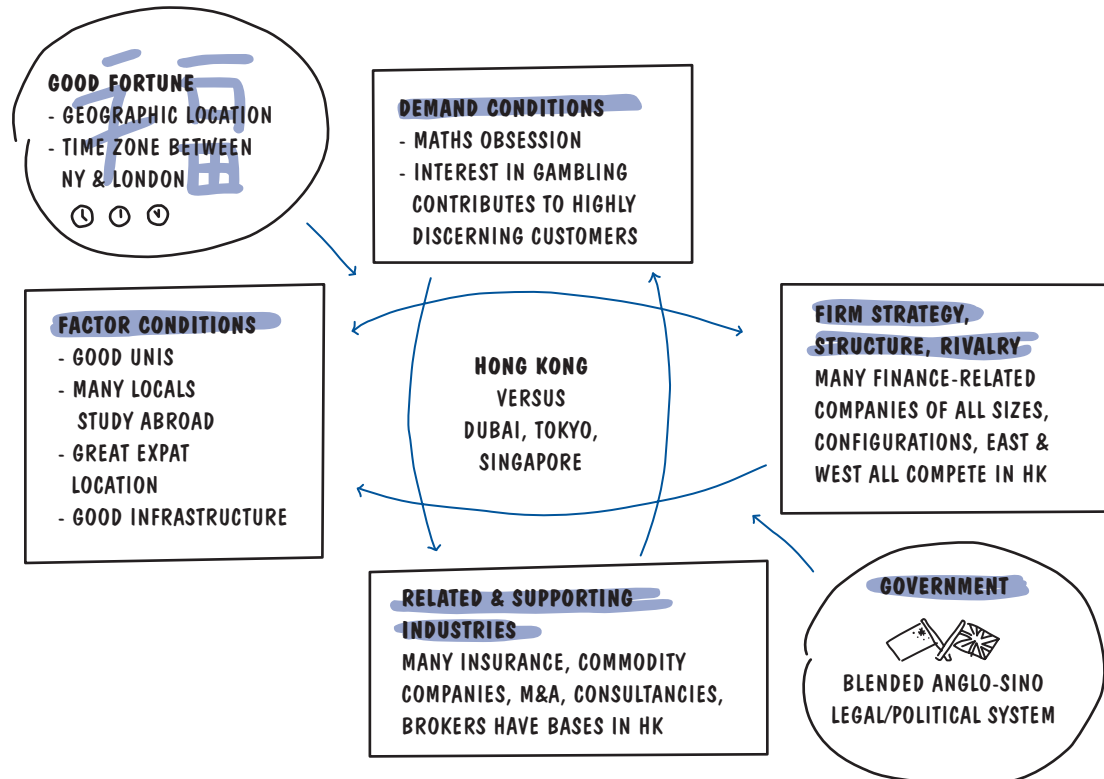 福
GOOD FORTUNE
- GEOGRAPHIC LOCATION
- TIME ZONE BETWEEN
NY & LONDON
DEMAND CONDITIONS
- MATHS OBSESSION
- INTEREST IN GAMBLING
CONTRIBUTES TO HIGHLY
DISCERNING CUSTOMERS
FACTOR CONDITIONS
- GOOD UNIS
- MANY LOCALS
STUDY ABROAD
- GREAT EXPAT
LOCATION
- GOOD INFRASTRUCTURE
HONG KONG
VERSUS
DUBAI, TOKYO,
SINGAPORE
FIRM STRATEGY,
STRUCTURE, RIVALRY
MANY FINANCE-RELATED
COMPANIES OF ALL SIZES,
CONFIGURATIONS, EAST &
WEST ALL COMPETE IN HK
RELATED & SUPPORTING
INDUSTRIES
MANY INSURANCE, COMMODITY
COMPANIES, M&A, CONSULTANCIES,
BROKERS HAVE BASES IN HK
GOVERNMENT
BLENDED ANGLO-SINO
LEGAL/POLITICAL SYSTEM